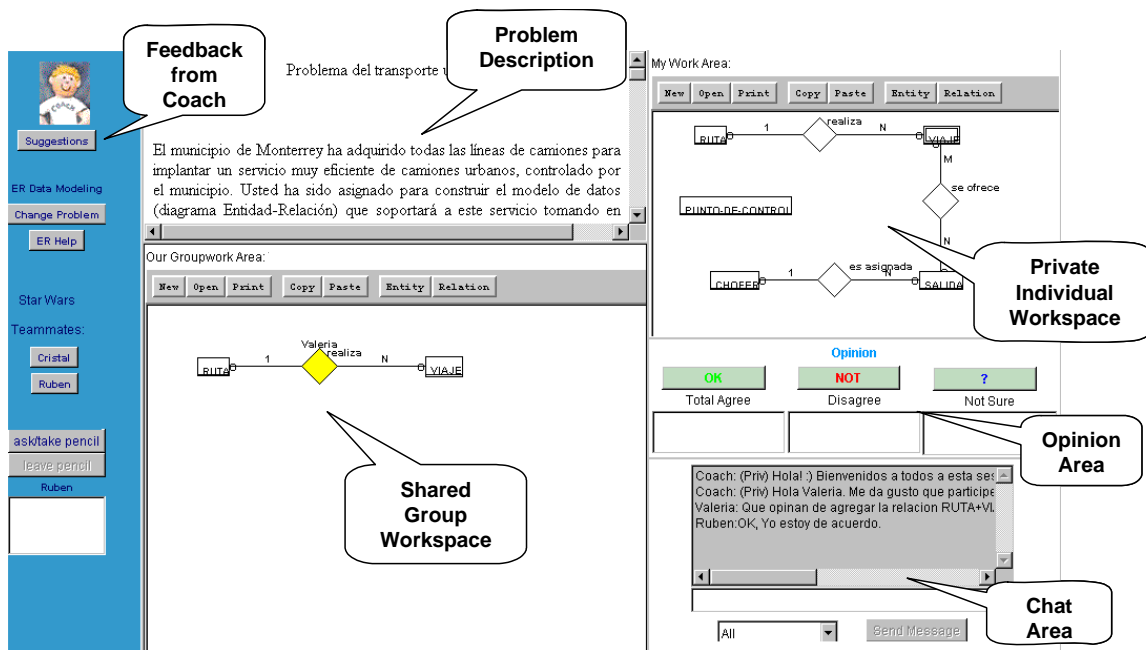 Feedback
from
Coach
Suggestions
ER Data Modeling
Change Problem
ER Help
Star Wars
Teammates:
Cristal
Ruben
ask/take pencil
leave pencil
Ruben
Problem
Description
Problema del transporte
El municipio de Monterrey ha adquirido todas las líneas de camiones para
implantar un servicio muy eficiente de camiones urbanos, controlado por
el municipio. Usted ha sido asignado para construir el modelo de datos
(diagrama Entidad-Relación) que soportará a este servicio tomando en
Our Groupwork Area:
New Open Print Copy Paste Entity Relation
Valeria
realiza
RUTA 1 N VIAJE
Shared
Group
Workspace
My Work Area:
New Open Print Copy Paste Entity Relation
realiza
RUTA 1 N VIAJE
M
se ofrece
PUNTO-DE-CONTROL
N
es asignada
CHOFER 1 N SALIDA
Private
Individual
Workspace
Opinion
OK NOT ?
Total Agree Disagree Not Sure
Opinion
Area
Coach: (Priv) Hola! :) Bienvenidos a todos a esta ses
Coach: (Priv) Hola Valeria. Me da gusto que participe
Valeria: Que opinan de agregar la relacion RUTA+VI
Ruben:OK, Yo estoy de acuerdo.
Chat
Area
All Send Message